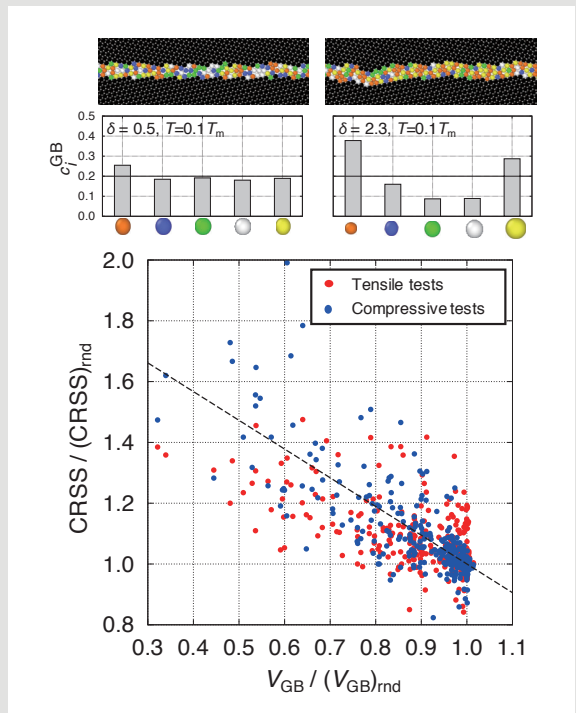 δ = 0.5, T=0.1Tm
δ = 2.3, T=0.1Tm
ciGB
0.5
0.4
0.3
0.2
0.1
0.0
2.0
1.8
1.6
1.4
1.2
1.0
0.8
Tensile tests
Compressive tests
CRSS / (CRSS)rnd
0.3 0.4 0.5 0.6 0.7 0.8 0.9 1.0 1.1
VGB / (VGB)rnd